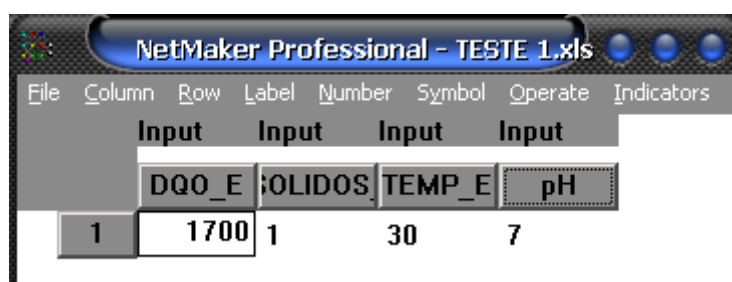 NetMaker Professional - TESTE 1.xls
File Column Row Label Number Symbol Operate Indicators
Input Input Input Input
DQO_E SOLIDOS_ TEMP_E pH
1 1700 1 30 7